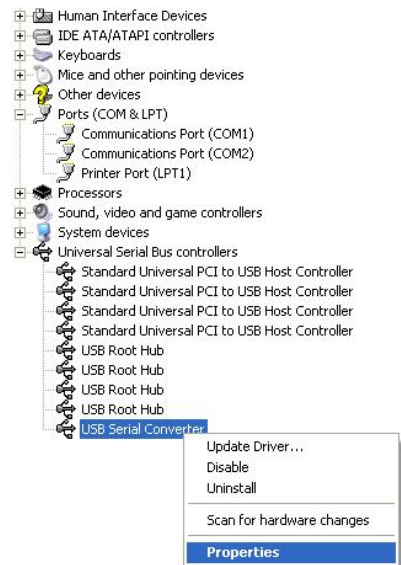 Human Interface Devices
IDE ATA/ATAPI controllers
Keyboards
Mice and other pointing devices
Other devices
Ports (COM & LPT)
Communications Port (COM1)
Communications Port (COM2)
Printer Port (LPT1)
Processors
Sound, video and game controllers
System devices
Universal Serial Bus controllers
Standard Universal PCI to USB Host Controller
Standard Universal PCI to USB Host Controller
Standard Universal PCI to USB Host Controller
Standard Universal PCI to USB Host Controller
USB Root Hub
USB Root Hub
USB Root Hub
USB Root Hub
USB Serial Converter
Update Driver...
Disable
Uninstall
Scan for hardware changes
Properties